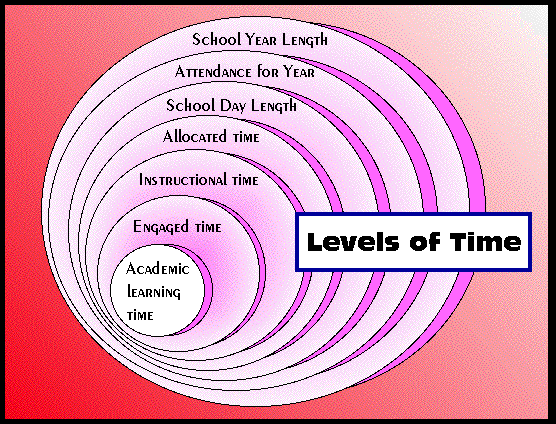 School Year Length
Attendance for Year
School Day Length
Allocated time
Instructional time
Engaged time
Levels of Time
Academic
learning
time